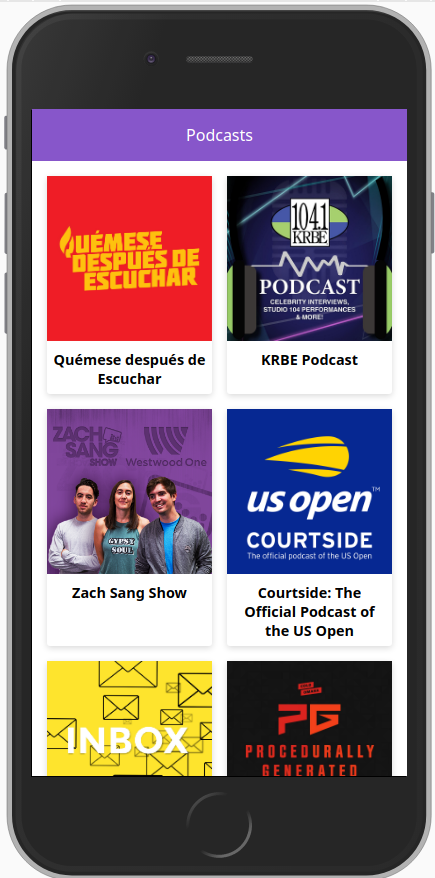 Podcasts
QUÉMESE
DESPUÉS DE
ESCUCHAR
Quémese después de
Escuchar
104.1
KRBE
PODCAST
CELEBRITY INTERVIEWS,
STUDIO 104 PERFORMANCES
& MORE!
KRBE Podcast
ZACH
SANG
SHOW
Westwood One
GYPSY
SOUL
Zach Sang Show
us open™
COURTSIDE
The official podcast of the US Open
Courtside: The
Official Podcast of
the US Open
INBOX
PG
PROCEDURALLY
GENERATED